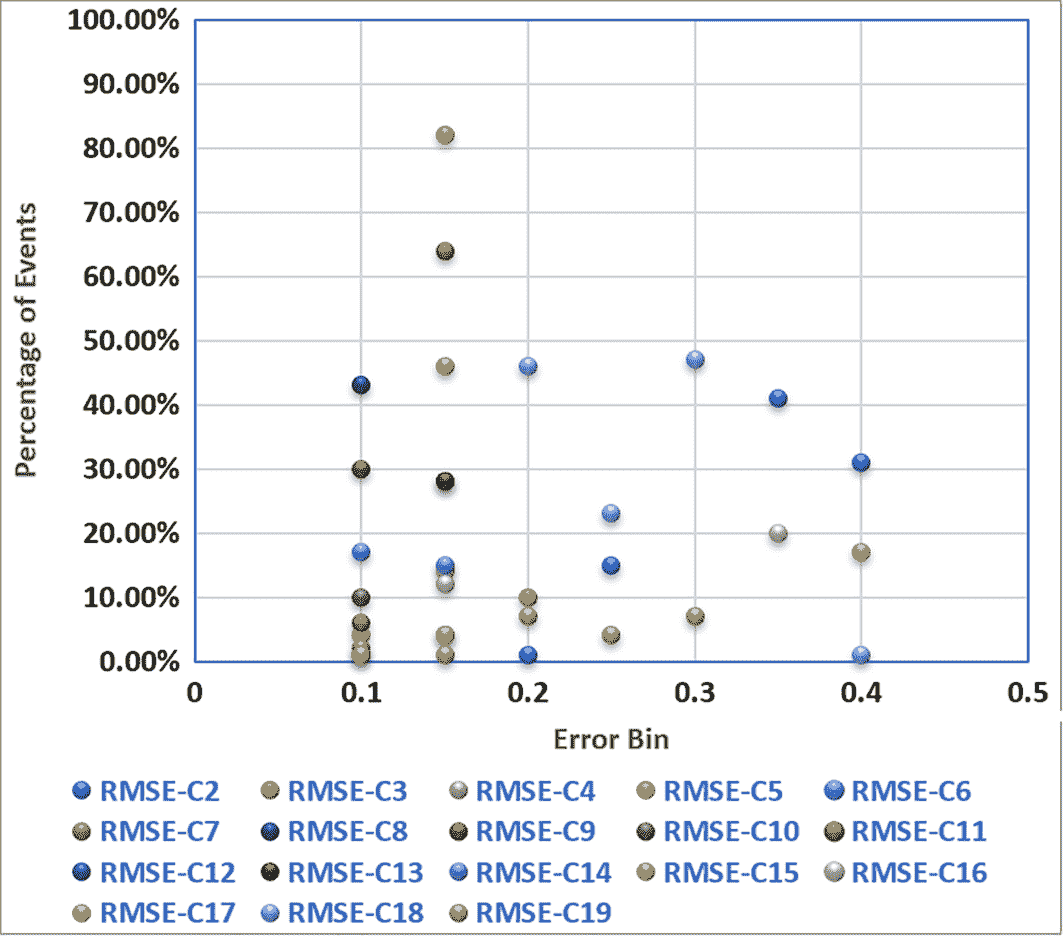 100.00%
90.00%
80.00%
70.00%
60.00%
50.00%
40.00%
30.00%
20.00%
10.00%
0.00%
Percentage of Events
0 0.1 0.2 0.3 0.4 0.5
Error Bin
RMSE-C2 RMSE-C3 RMSE-C4 RMSE-C5 RMSE-C6
RMSE-C7 RMSE-C8 RMSE-C9 RMSE-C10 RMSE-C11
RMSE-C12 RMSE-C13 RMSE-C14 RMSE-C15 RMSE-C16
RMSE-C17 RMSE-C18 RMSE-C19